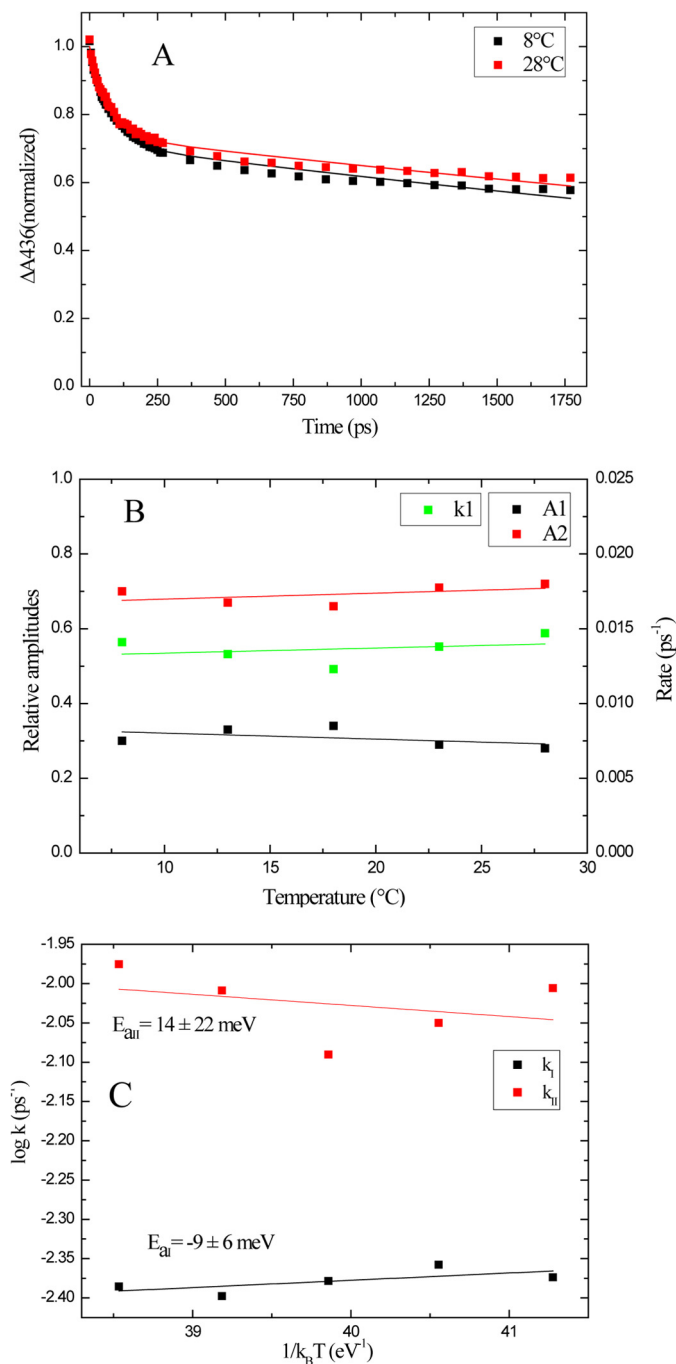 A
8°C
28°C
1.0
0.8
0.6
0.4
0.2
0.0
ΔA436(normalized)
0 250 500 750 1000 1250 1500 1750
Time (ps)
B
k1
A1
A2
1.0
0.8
0.6
0.4
0.2
0.0
Relative amplitudes
0.025
0.020
0.015
0.010
0.005
0.000
Rate (ps⁻¹)
10 15 20 25 30
Temperature (°C)
-1.95
-2.00
-2.05
-2.10
-2.15
-2.20
-2.25
-2.30
-2.35
-2.40
log k (ps⁻¹)
E_aII = 14 ± 22 meV
C
k_I
k_II
E_aI = -9 ± 6 meV
39 40 41
1/k_BT (eV⁻¹)